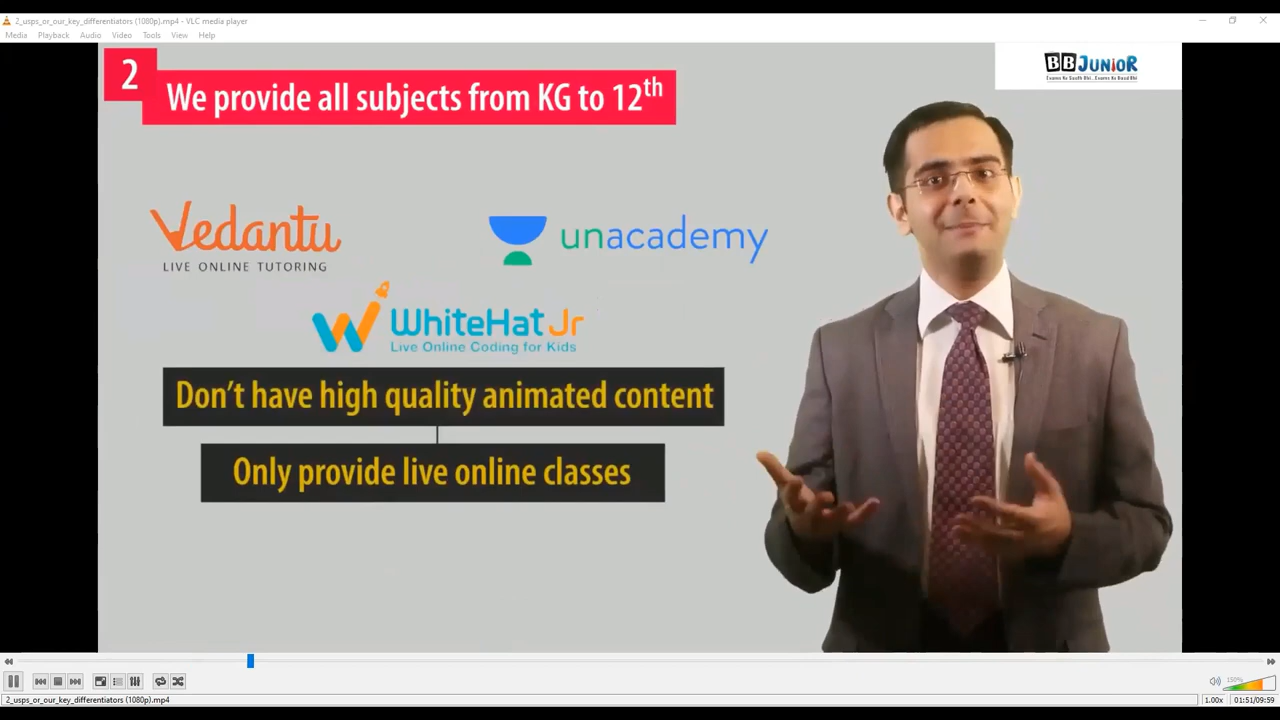 2_usps_or_our_key_differentiators (1080p).mp4 - VLC media player
Media Playback Audio Video Tools View Help
2
We provide all subjects from KG to 12th
BBJUNIOR
Vedantu
LIVE ONLINE TUTORING
unacademy
WhiteHat Jr
Live Online Coding for Kids
Don't have high quality animated content
Only provide live online classes
150%
2_usps_or_our_key_differentiators (1080p).mp4
1.00x
01:51/09:59